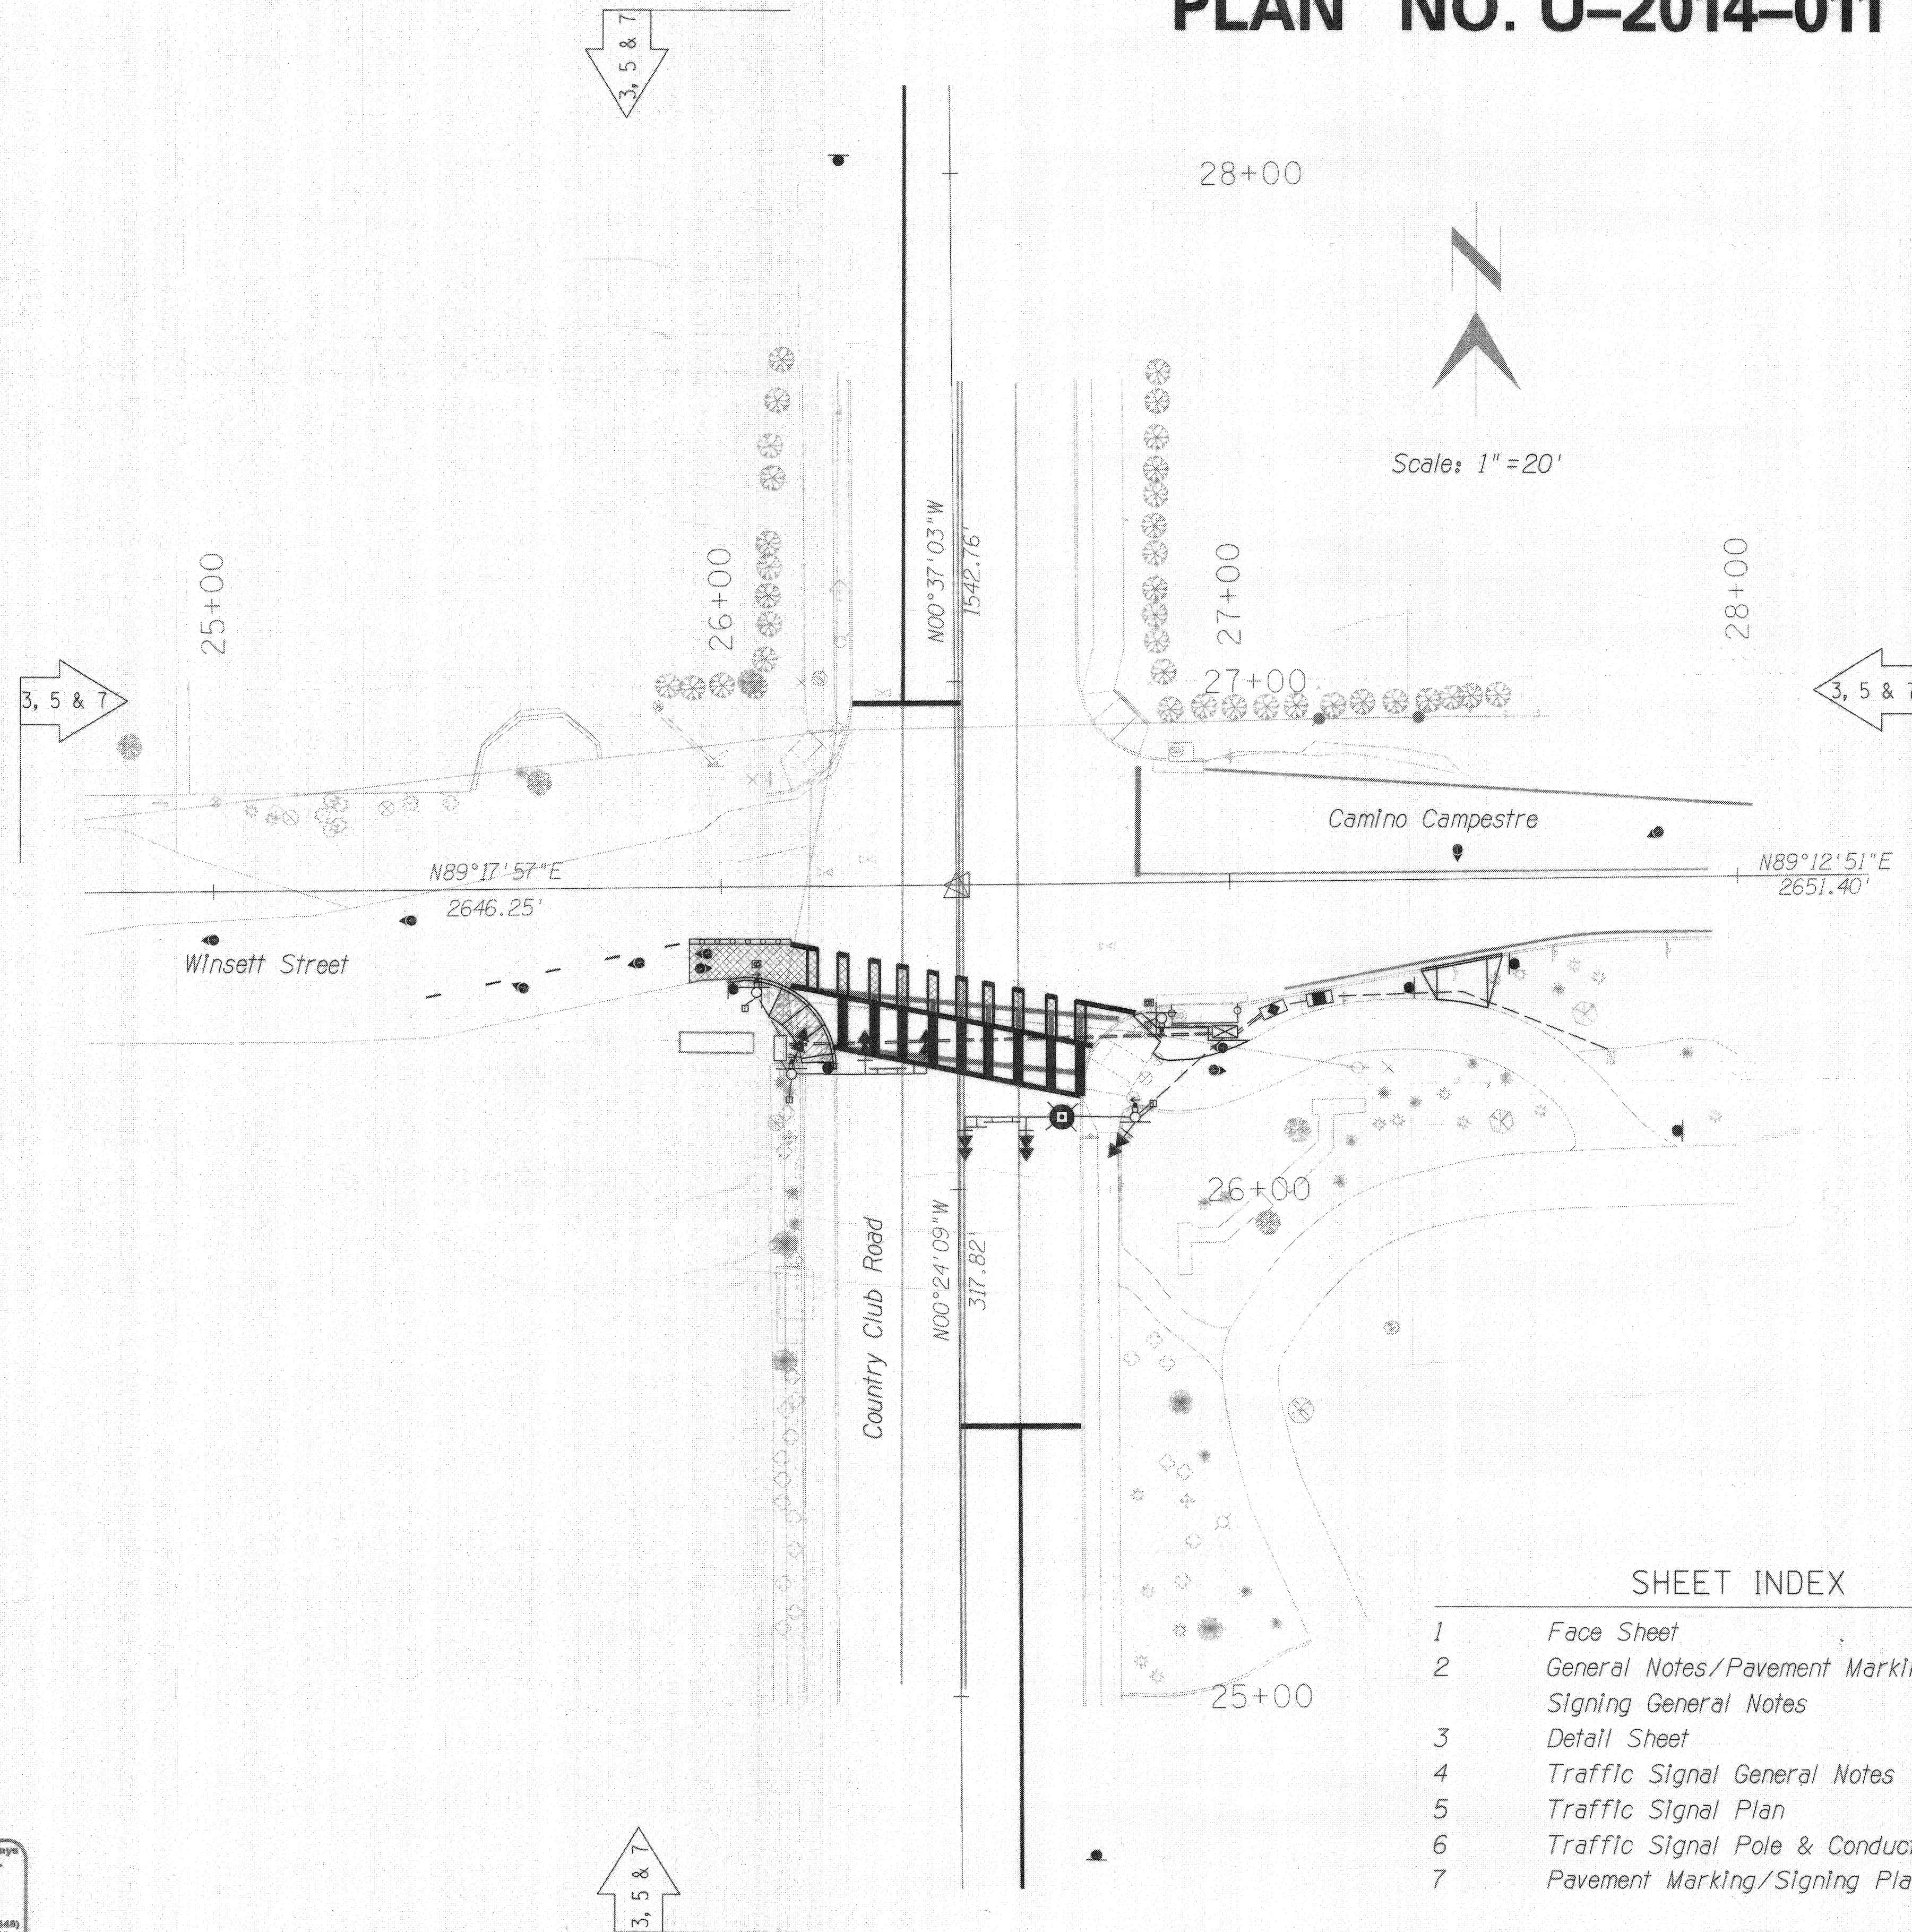 PLAN NO. U–2014–011
3, 5 & 7
28+00
Scale: 1"=20'
N00°37'03"W
1542.76'
25+00
26+00
27+00
28+00
27+00
3, 5 & 7
3, 5 & 7
Camino Campestre
N89°17'57"E
2646.25'
N89°12'51"E
2651.40'
Winsett Street
26+00
Country Club Road
N00°24'09"W
317.82'
25+00
SHEET INDEX
1 Face Sheet
2 General Notes/Pavement
Signing General Notes
3 Detail Sheet
4 Traffic Signal General Notes
5 Traffic Signal Plan
6 Traffic Signal Pole &
7 Pavement Marking/Signing
3, 5 & 7